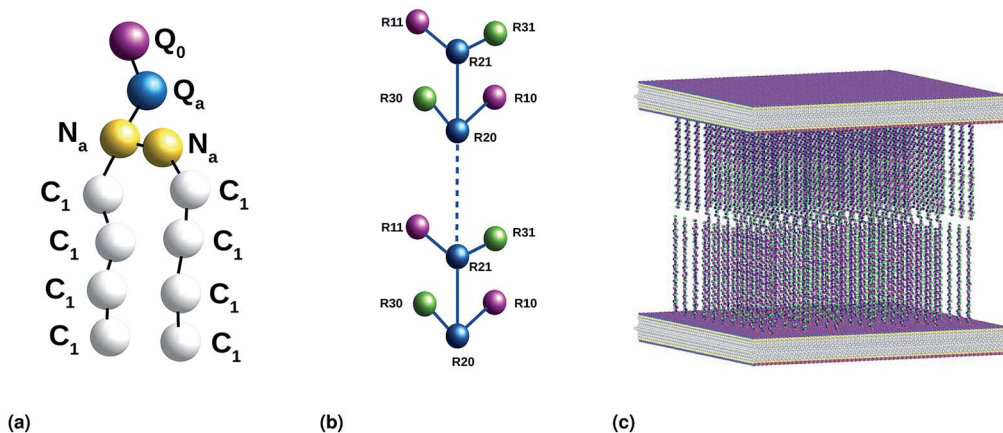 Q0
Qa
Na
Na
C1 C1
C1 C1
C1 C1
C1 C1
(a)
R11 R31
R21
R30 R10
R20
R11 R31
R21
R30 R10
R20
(b)
(c)